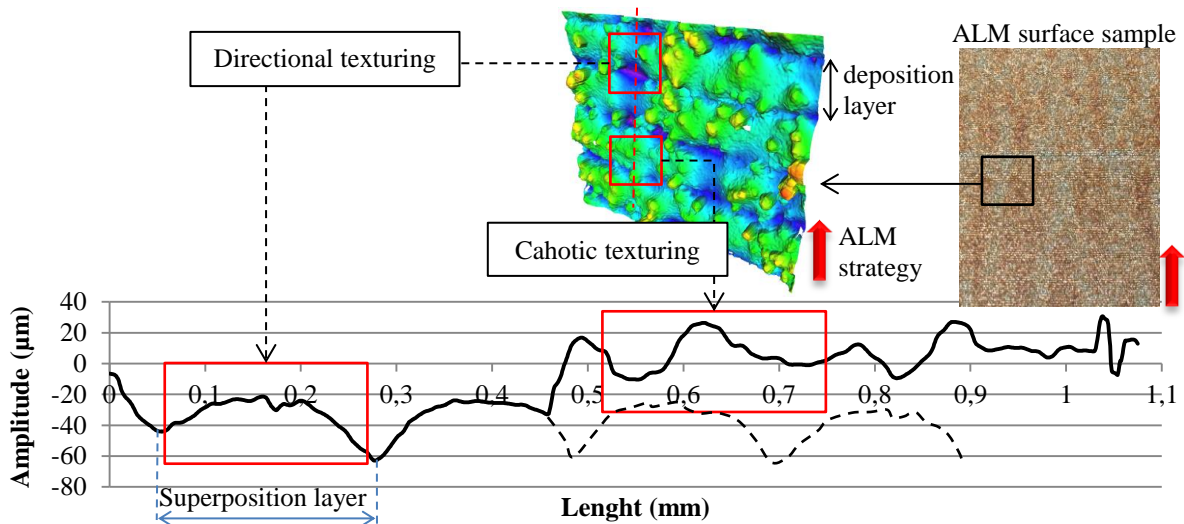 Directional texturing
ALM surface sample
deposition
layer
Cahotic texturing
ALM
strategy
Amplitude (µm)
40
20
0
-20
-40
-60
-80
0
0,1
0,2
0,3
0,4
0,5
0,6
0,7
0,8
0,9
1
1,1
Superposition layer
Lenght (mm)